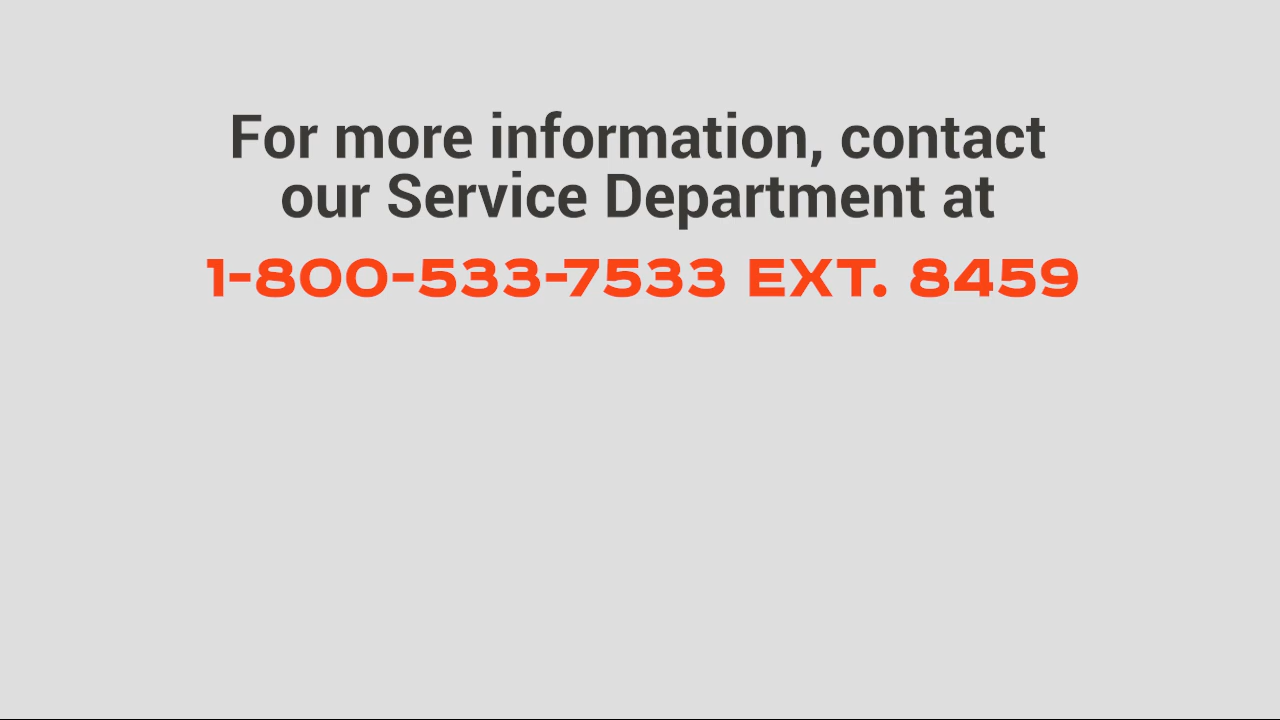 For more information, contact
our Service Department at
1-800-533-7533 EXT. 8459